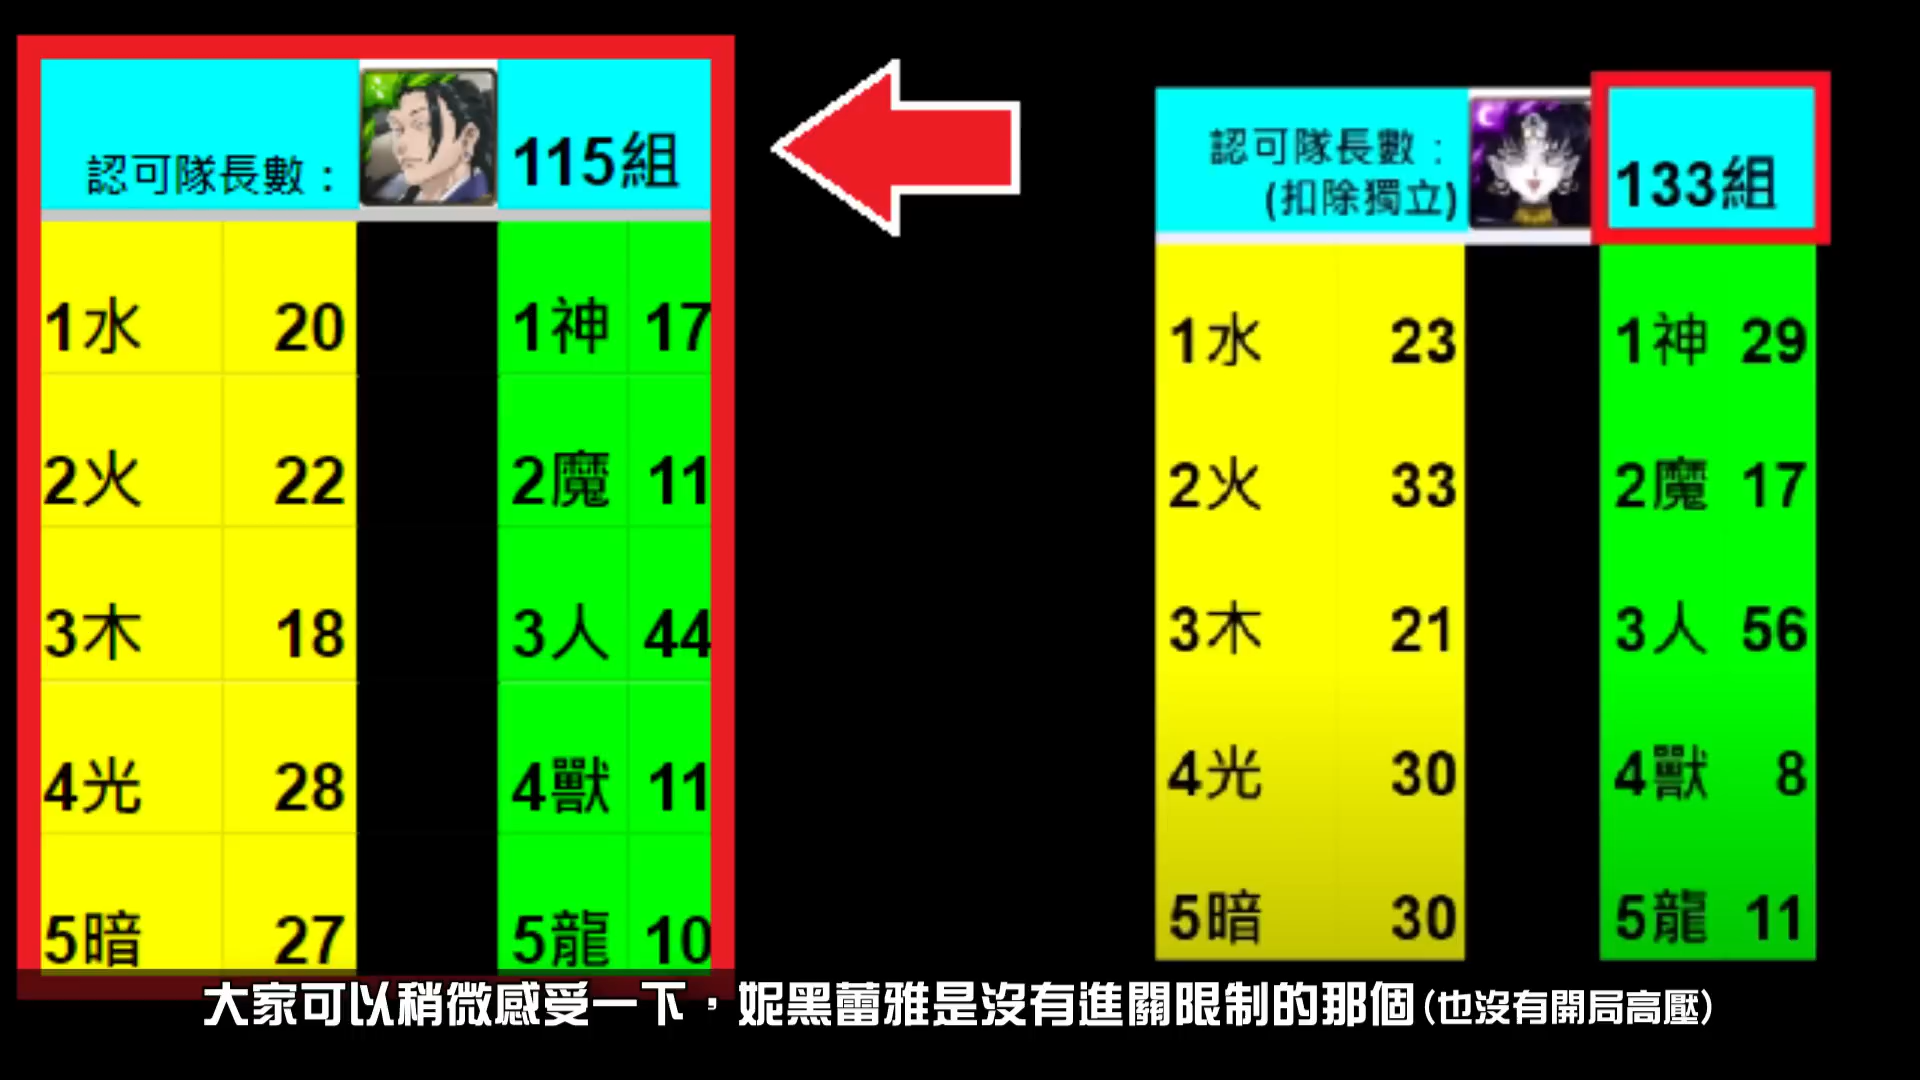 認可隊長數： 115組
1水 20 1神 17
2火 22 2魔 11
3木 18 3人 44
4光 28 4獸 11
5暗 27 5龍 10
認可隊長數：
(扣除獨立) 133組
1水 23 1神 29
2火 33 2魔 17
3木 21 3人 56
4光 30 4獸 8
5暗 30 5龍 11
大家可以稍微感受一下，妮黑蕾雅是沒有進關限制的那個(也沒有開局高壓)